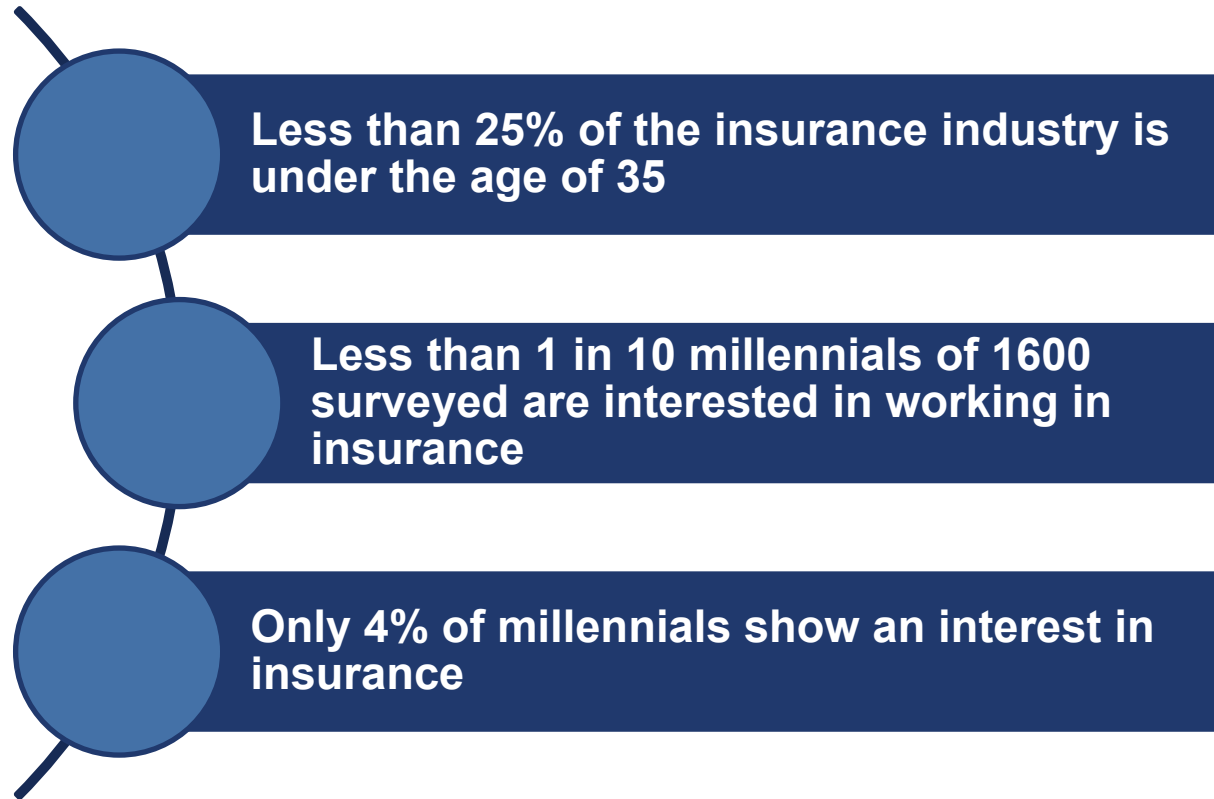 Less than 25% of the insurance industry is
under the age of 35
Less than 1 in 10 millennials of 1600
surveyed are interested in working in
insurance
Only 4% of millennials show an interest in
insurance